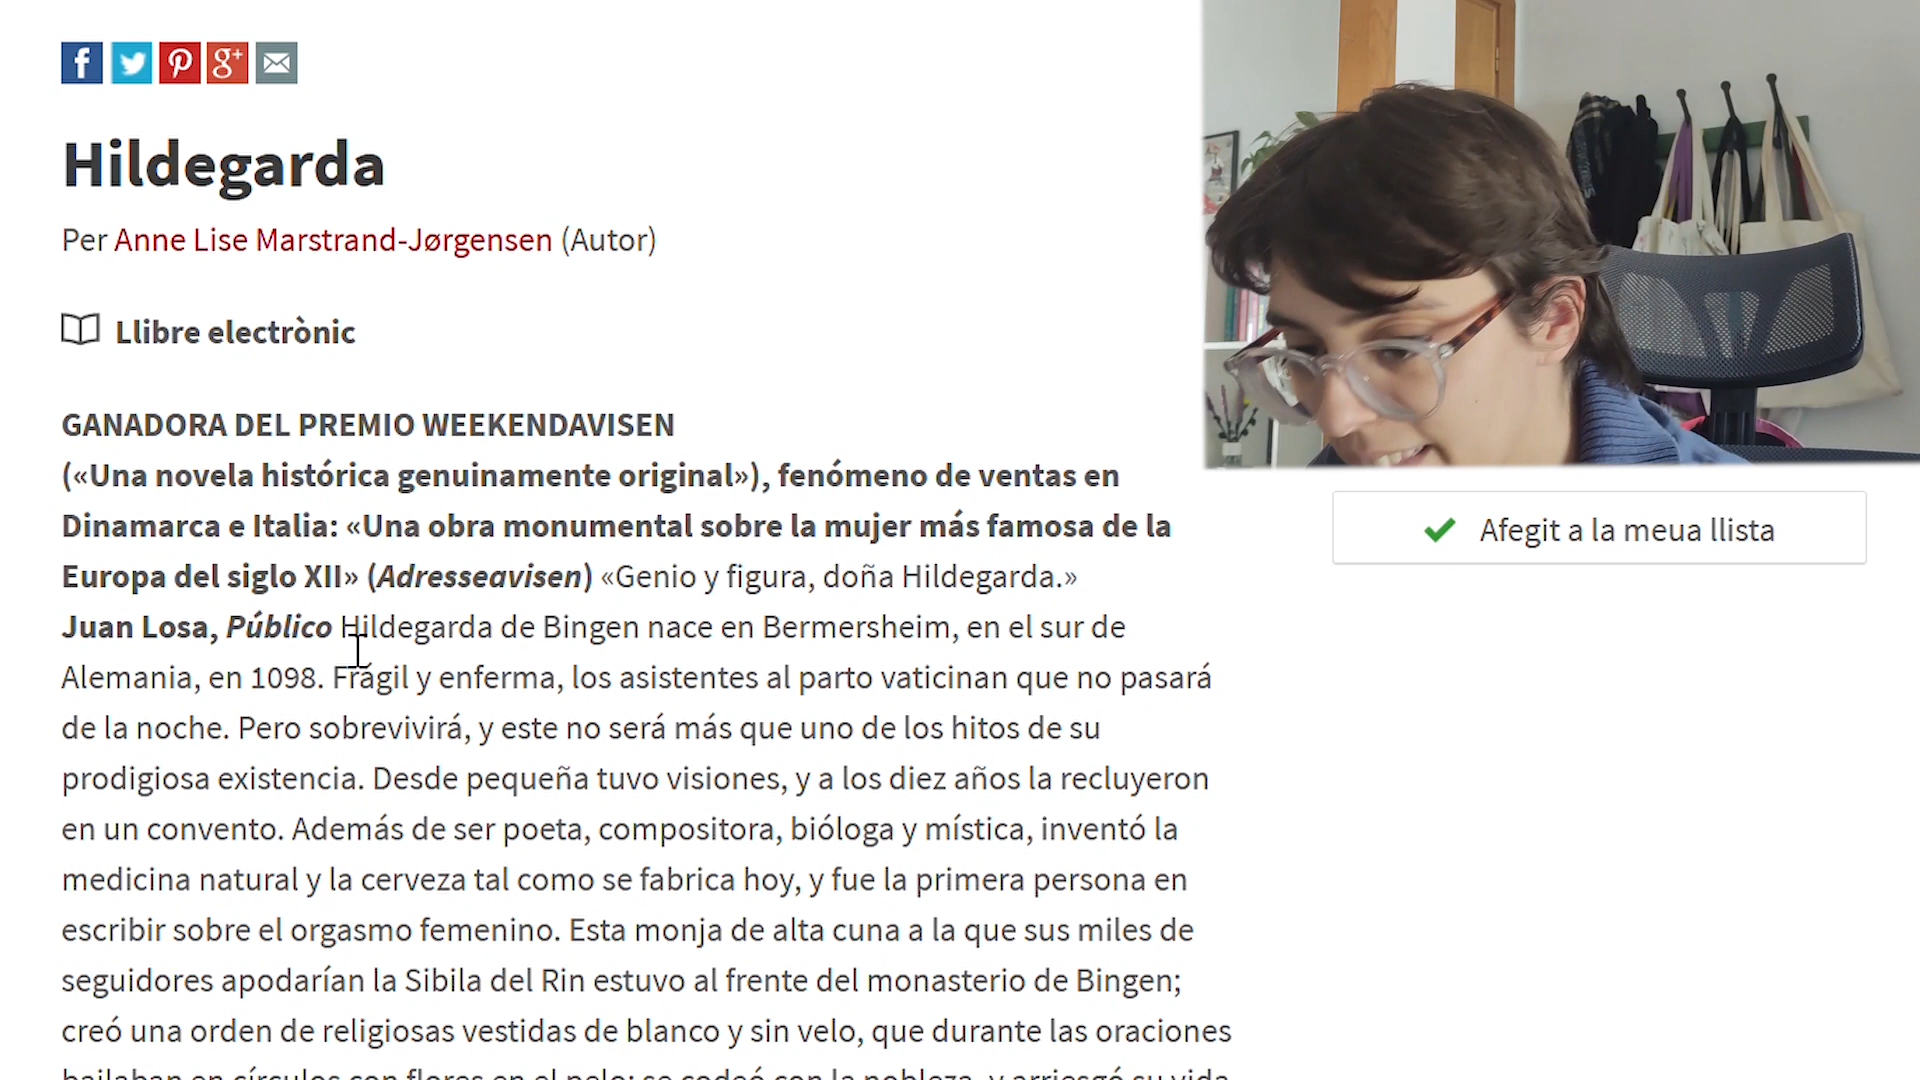 Hildegarda
Per Anne Lise Marstrand-Jørgensen (Autor)
Llibre electrònic
GANADORA DEL PREMIO WEEKENDAVISEN
(«Una novela histórica genuinamente original»), fenómeno de ventas en
Dinamarca e Italia: «Una obra monumental sobre la mujer más famosa de la
Europa del siglo XII» (Adresseavisen) «Genio y figura, doña Hildegarda.»
Juan Losa, Público Hildegarda de Bingen nace en Bermersheim, en el sur de
Alemania, en 1098. Frágil y enferma, los asistentes al parto vaticinan que no pasará
de la noche. Pero sobrevivirá, y este no será más que uno de los hitos de su
prodigiosa existencia. Desde pequeña tuvo visiones, y a los diez años la recluyeron
en un convento. Además de ser poeta, compositora, bióloga y mística, inventó la
medicina natural y la cerveza tal como se fabrica hoy, y fue la primera persona en
escribir sobre el orgasmo femenino. Esta monja de alta cuna a la que sus miles de
seguidores apodarían la Sibila del Rin estuvo al frente del monasterio de Bingen;
creó una orden de religiosas vestidas de blanco y sin velo, que durante las oraciones
bailaban en círculos con flores en el pelo; se codeó con la nobleza, y arriesgó su vida
Afegit a la meua llista